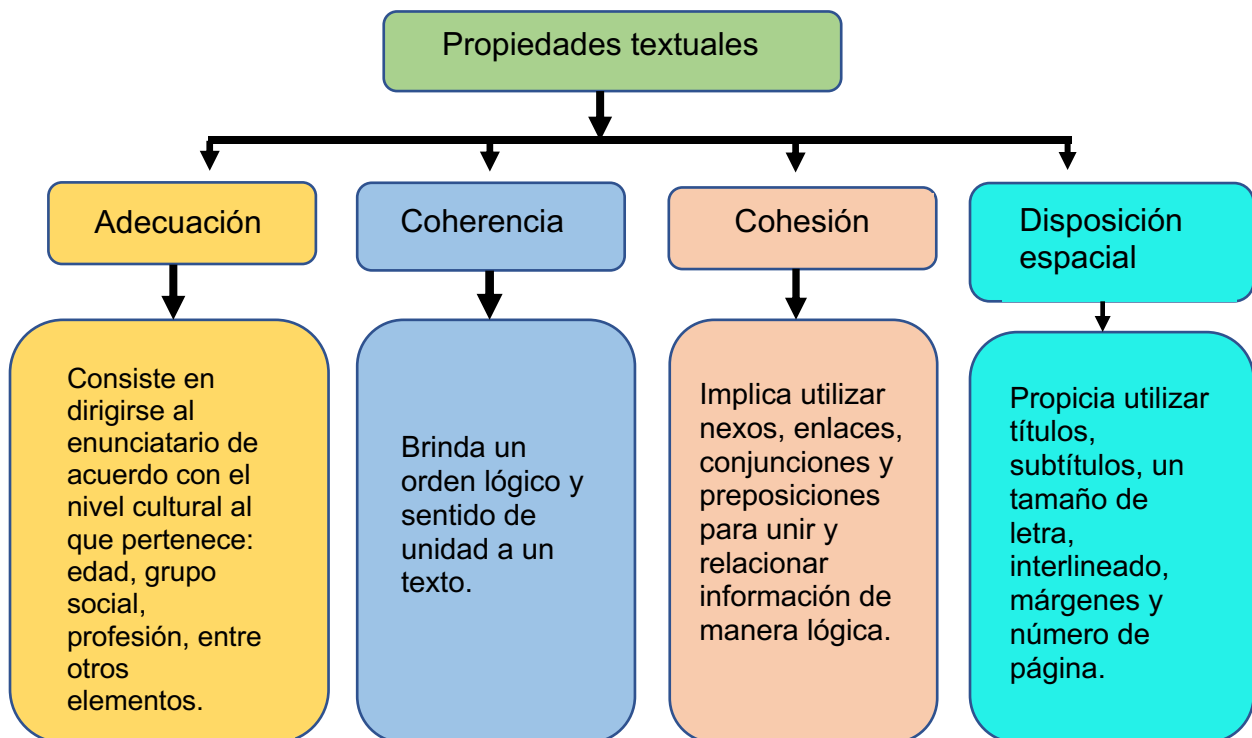 Propiedades textuales
Adecuación
Coherencia
Cohesión
Disposición
espacial
Consiste en
dirigirse al
enunciatario de
acuerdo con el
nivel cultural al
que pertenece:
edad, grupo
social,
profesión, entre
otros
elementos.
Brinda un
orden lógico y
sentido de
unidad a un
texto.
Implica utilizar
nexos, enlaces,
conjunciones y
preposiciones
para unir y
relacionar
información de
manera lógica.
Propicia utilizar
títulos,
subtítulos, un
tamaño de
letra,
interlineado,
márgenes y
número de
página.